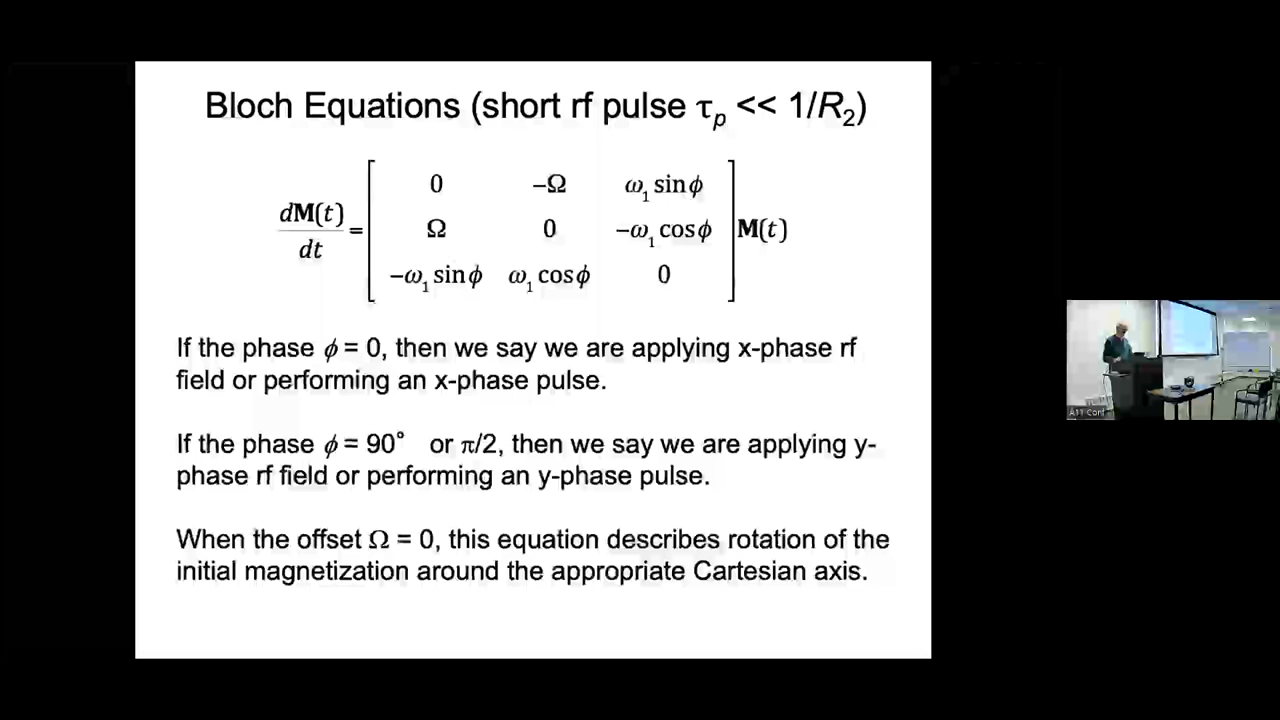 Bloch Equations (short rf pulse τp << 1/R2)
dM(t)/dt = [ 0 −Ω ω1 sinϕ
Ω 0 −ω1 cosϕ
−ω1 sinϕ ω1 cosϕ 0 ] M(t)
If the phase ϕ = 0, then we say we are applying x-phase rf
field or performing an x-phase pulse.
If the phase ϕ = 90° or π/2, then we say we are applying y-
phase rf field or performing an y-phase pulse.
When the offset Ω = 0, this equation describes rotation of the
initial magnetization around the appropriate Cartesian axis.
A11 Conf